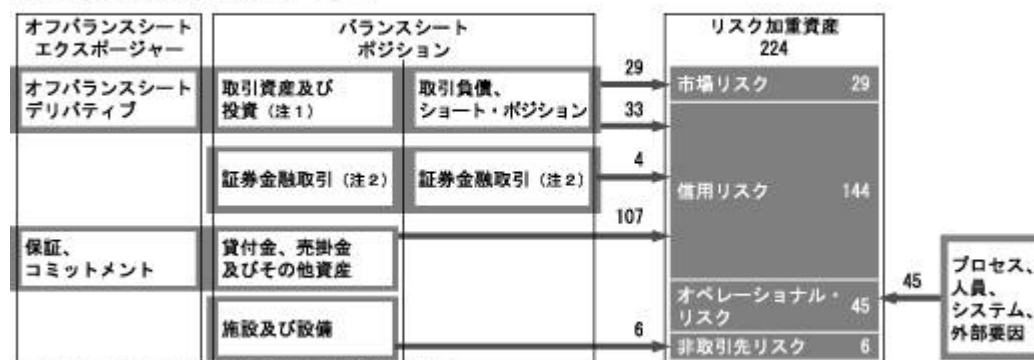 オフバランスシート
エクスポージャー
バランスシート
ポジション
リスク加重資産
224
オフバランスシート
デリバティブ
取引資産及び
投資（注１）
取引負債、
ショート・ポジション
29
33
市場リスク 29
証券金融取引（注２）
証券金融取引（注２）
4
信用リスク 144
107
保証、
コミットメント
貸付金、売掛金
及びその他資産
施設及び設備
6
オペレーショナル・
リスク 45
非取引先リスク 6
45
プロセス、
人員、
システム、
外部要因